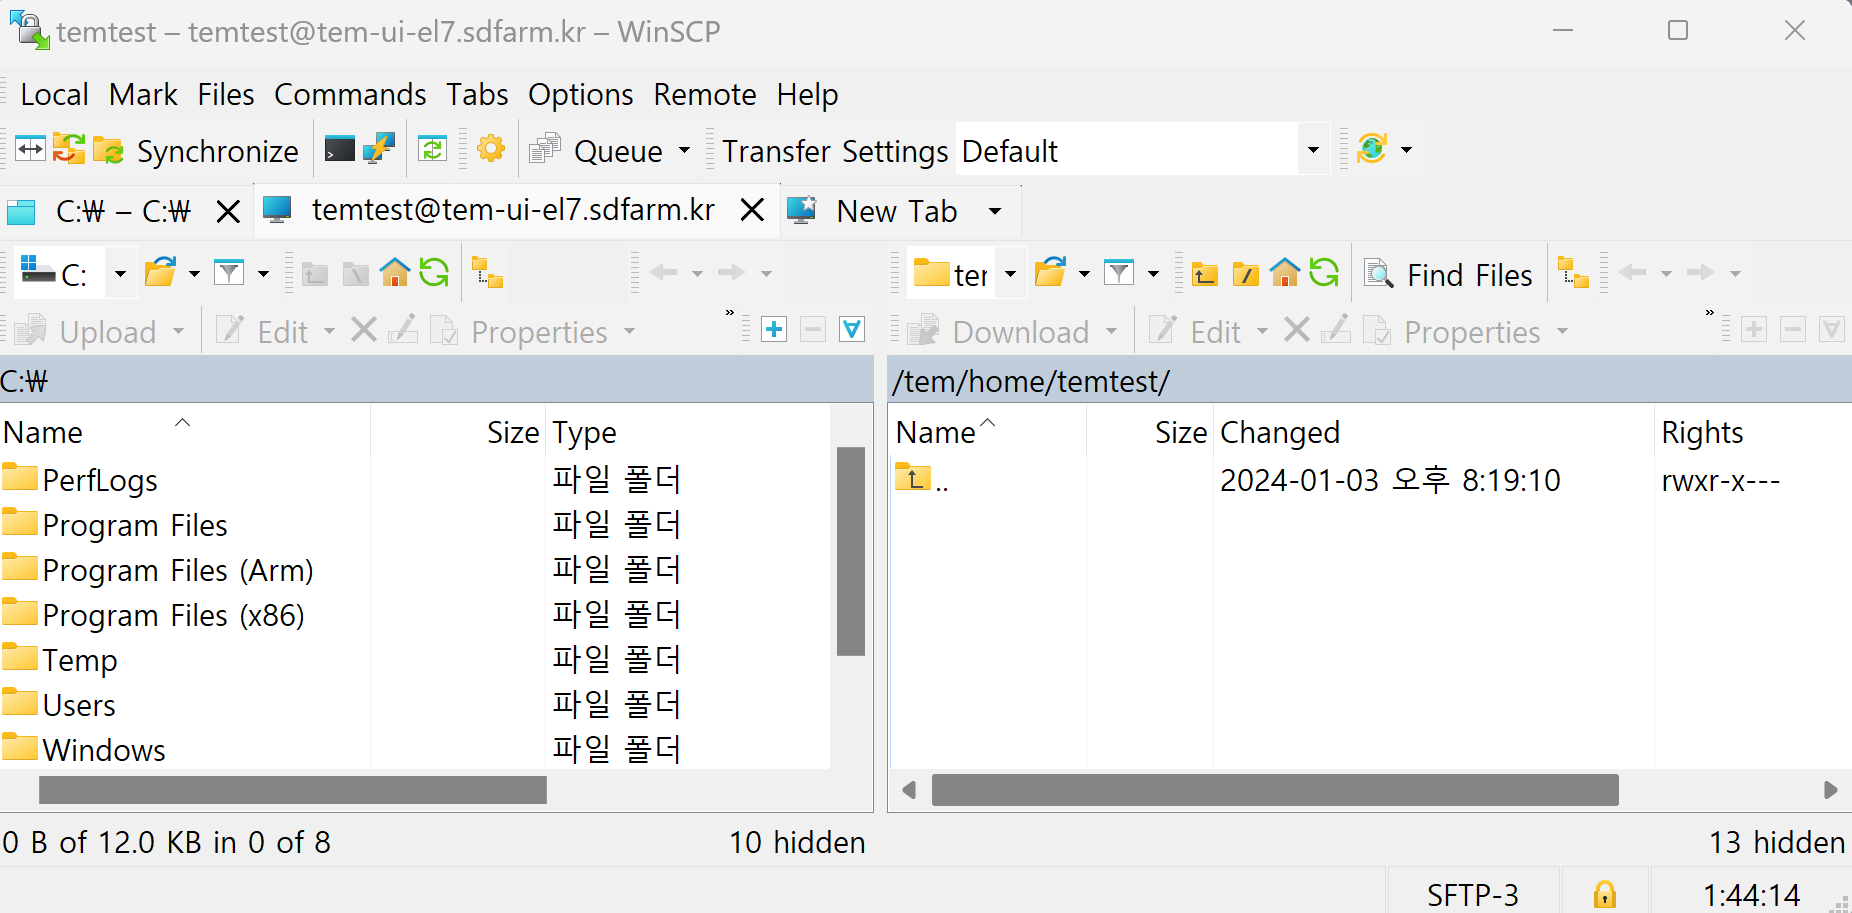 temtest – temtest@tem-ui-el7.sdfarm.kr – WinSCP
Local Mark Files Commands Tabs Options Remote Help
Synchronize Queue Transfer Settings Default
C:₩ – C:₩ temtest@tem-ui-el7.sdfarm.kr New Tab
C: ter Find Files
Upload Edit Properties » Download Edit Properties »
C:₩ /tem/home/temtest/
Name Size Type Name Size Changed Rights
PerfLogs 파일 폴더 .. 2024-01-03 오후 8:19:10 rwxr-x---
Program Files 파일 폴더
Program Files (Arm) 파일 폴더
Program Files (x86) 파일 폴더
Temp 파일 폴더
Users 파일 폴더
Windows 파일 폴더
0 B of 12.0 KB in 0 of 8 10 hidden 13 hidden
SFTP-3 1:44:14